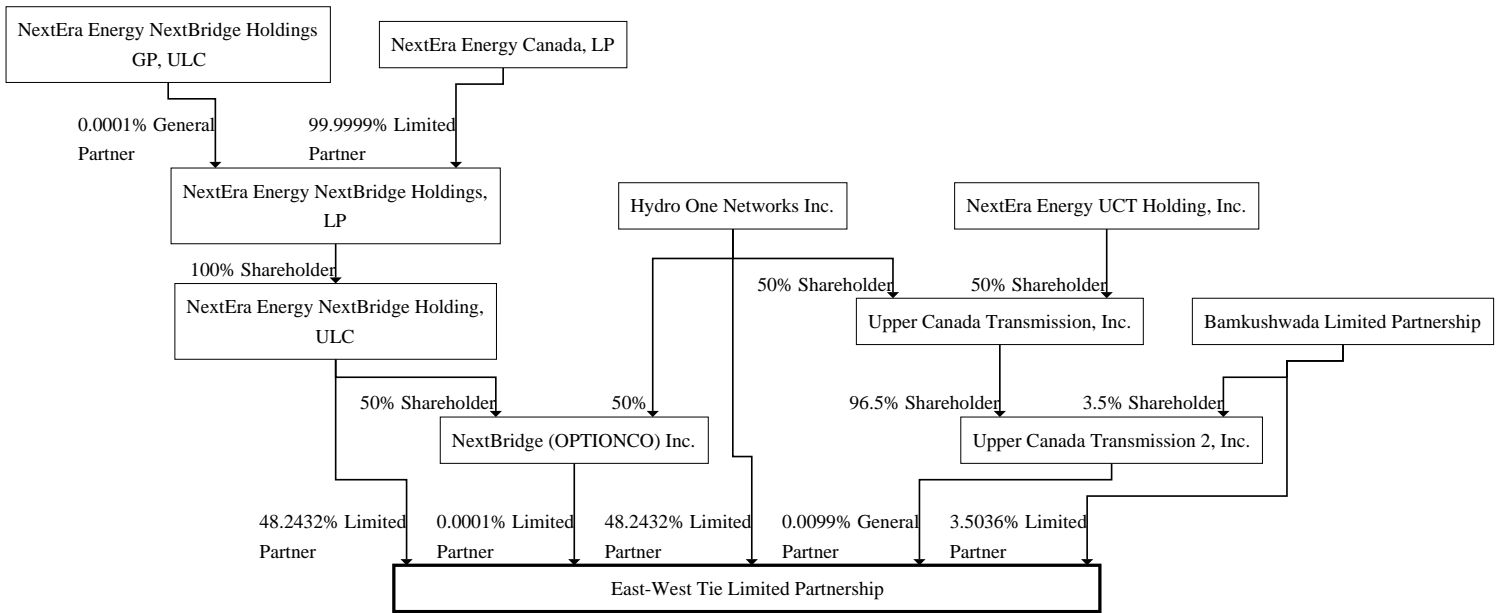 NextEra Energy NextBridge Holdings
GP, ULC
NextEra Energy Canada, LP
0.0001% General
Partner
99.9999% Limited
Partner
NextEra Energy NextBridge Holdings,
LP
Hydro One Networks Inc.
NextEra Energy UCT Holding, Inc.
100% Shareholder
50% Shareholder
50% Shareholder
NextEra Energy NextBridge Holding,
ULC
Upper Canada Transmission, Inc.
Bamkushwada Limited Partnership
50% Shareholder
50%
96.5% Shareholder
3.5% Shareholder
NextBridge (OPTIONCO) Inc.
Upper Canada Transmission 2, Inc.
48.2432% Limited
Partner
0.0001% Limited
Partner
48.2432% Limited
Partner
0.0099% General
Partner
3.5036% Limited
Partner
East-West Tie Limited Partnership